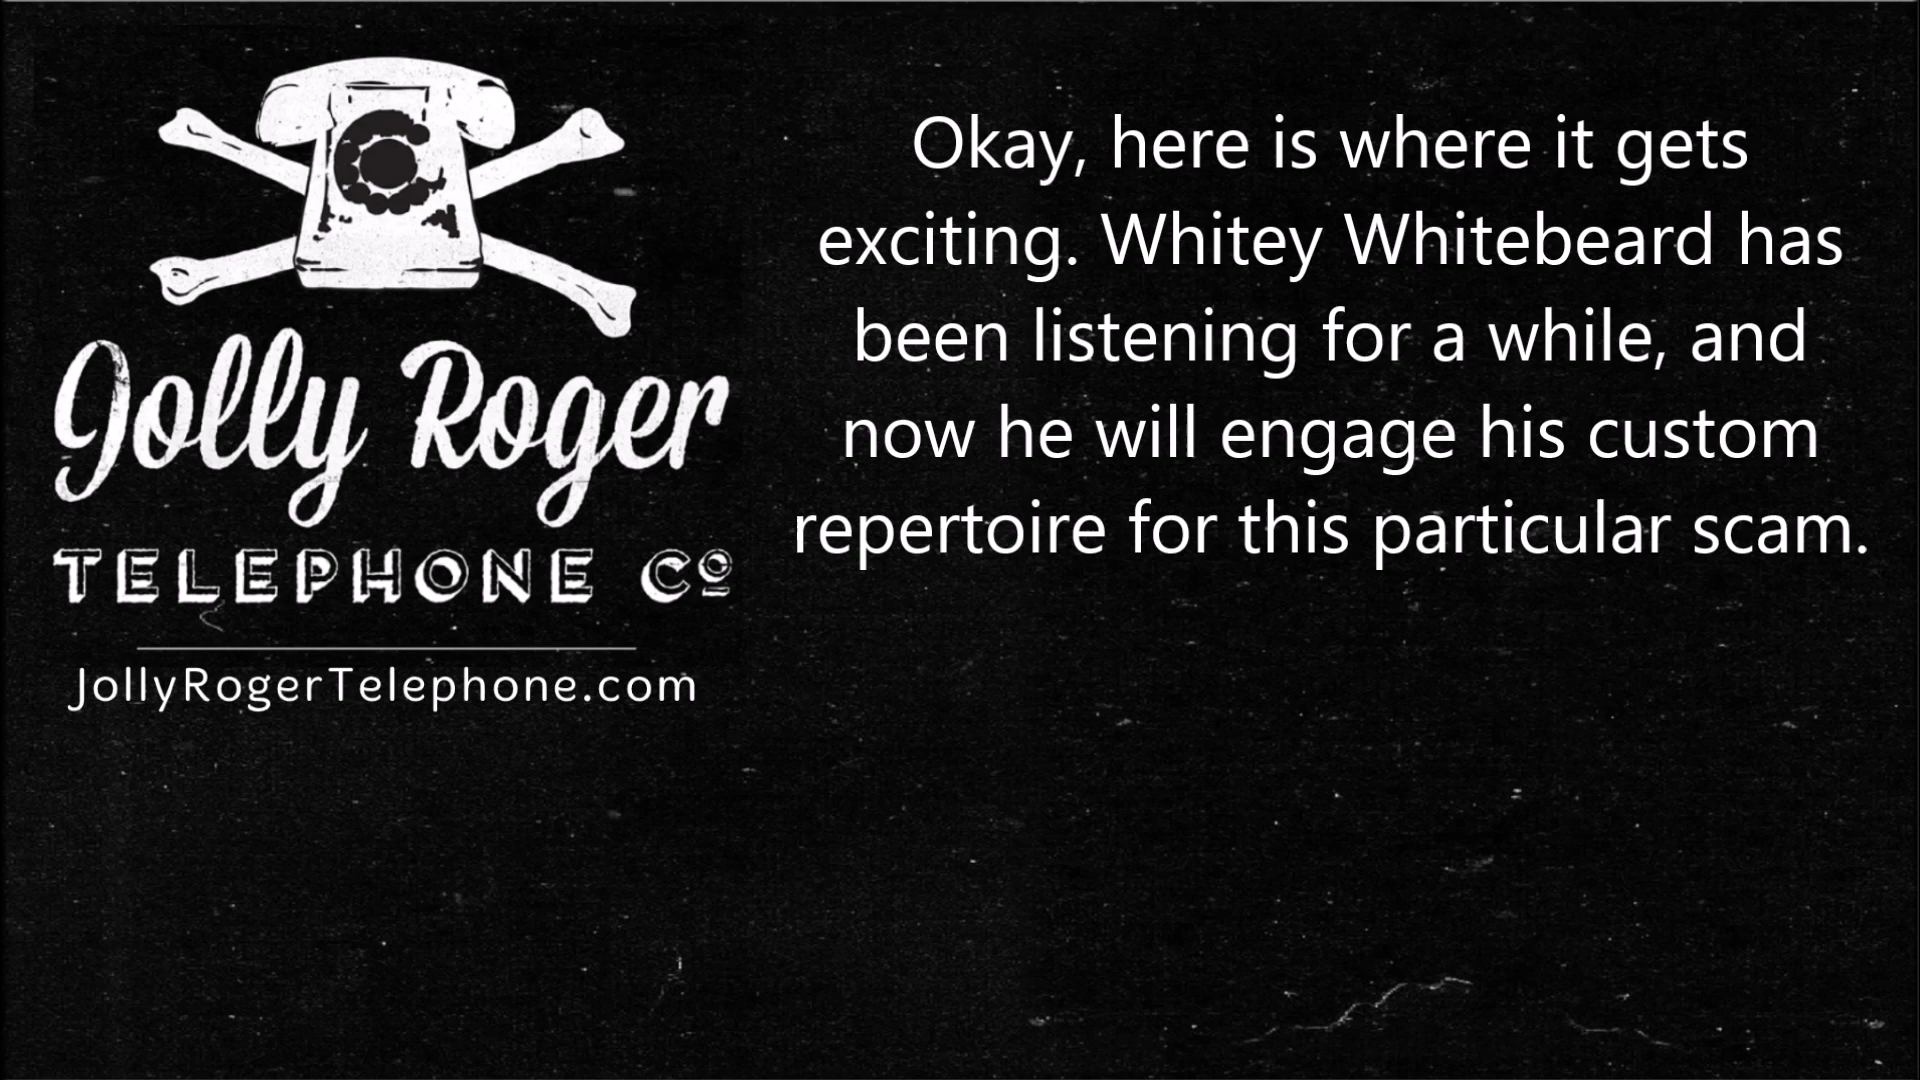 Jolly Roger
TELEPHONE Co
JollyRogerTelephone.com
Okay, here is where it gets
exciting. Whitey Whitebeard has
been listening for a while, and
now he will engage his custom
repertoire for this particular scam.